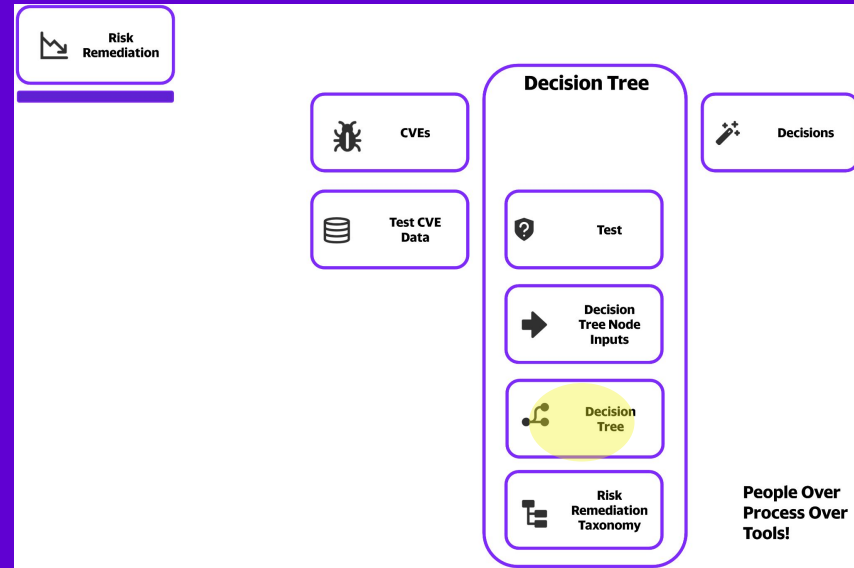 Risk
Remediation
Decision Tree
CVEs
Decisions
Test CVE
Data
Test
Decision
Tree Node
Inputs
Decision
Tree
Risk
Remediation
Taxonomy
People Over
Process Over
Tools!